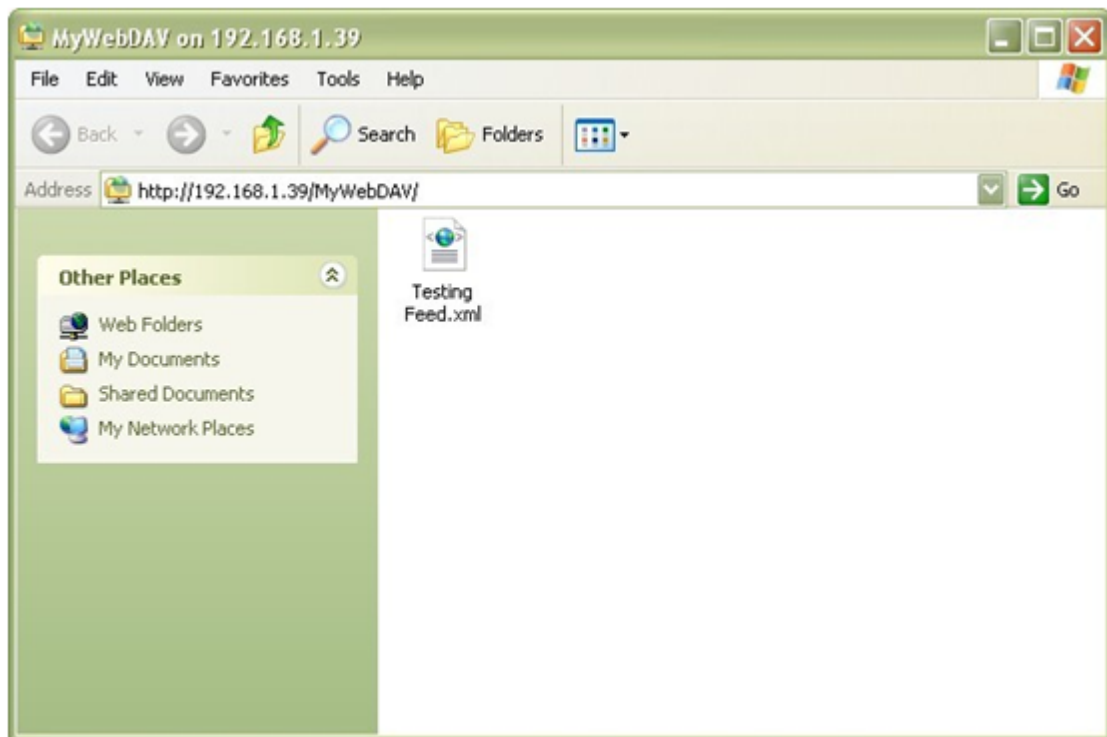 MyWebDAV on 192.168.1.39
File Edit View Favorites Tools Help
Back Search Folders
Address http://192.168.1.39/MyWebDAV/ Go
Other Places
Web Folders
My Documents
Shared Documents
My Network Places
Testing
Feed.xml